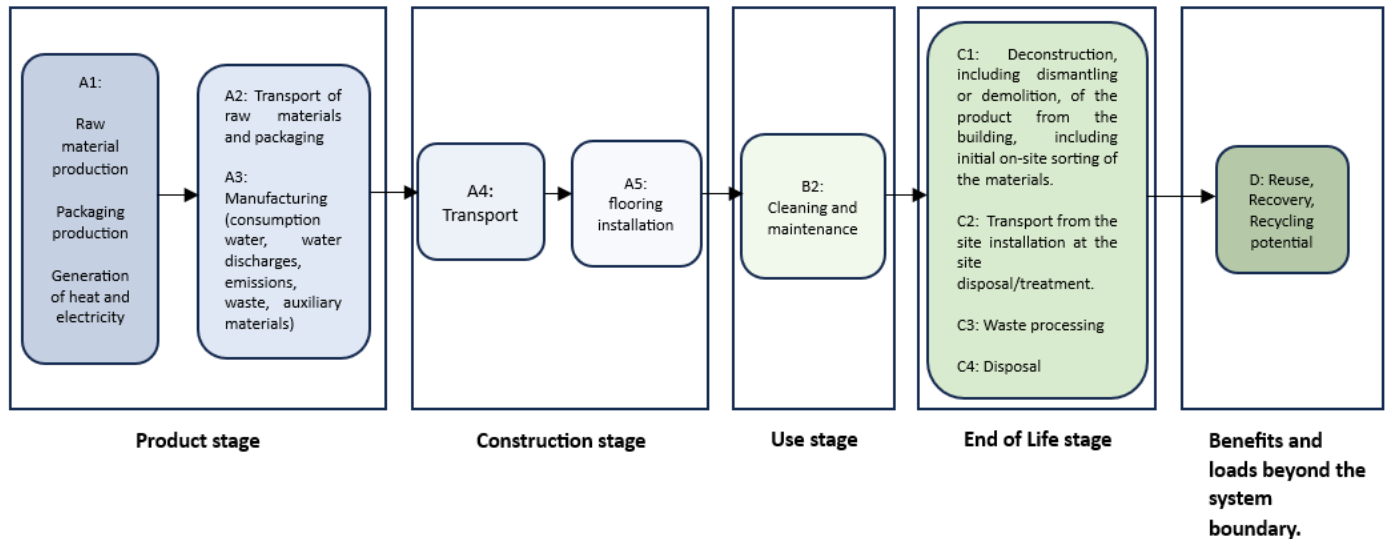 A1:
Raw
material
production
Packaging
production
Generation
of heat and
electricity
A2: Transport of
raw materials
and packaging
A3:
Manufacturing
(consumption
water, water
discharges,
emissions,
waste, auxiliary
materials)
A4:
Transport
A5:
flooring
installation
B2:
Cleaning and
maintenance
C1: Deconstruction,
including dismantling
or demolition, of the
product from the
building, including
initial on-site sorting of
the materials.
C2: Transport from the
site installation at the
site
disposal/treatment.
C3: Waste processing
C4: Disposal
D: Reuse,
Recovery,
Recycling
potential
Product stage
Construction stage
Use stage
End of Life stage
Benefits and
loads beyond the
system
boundary.